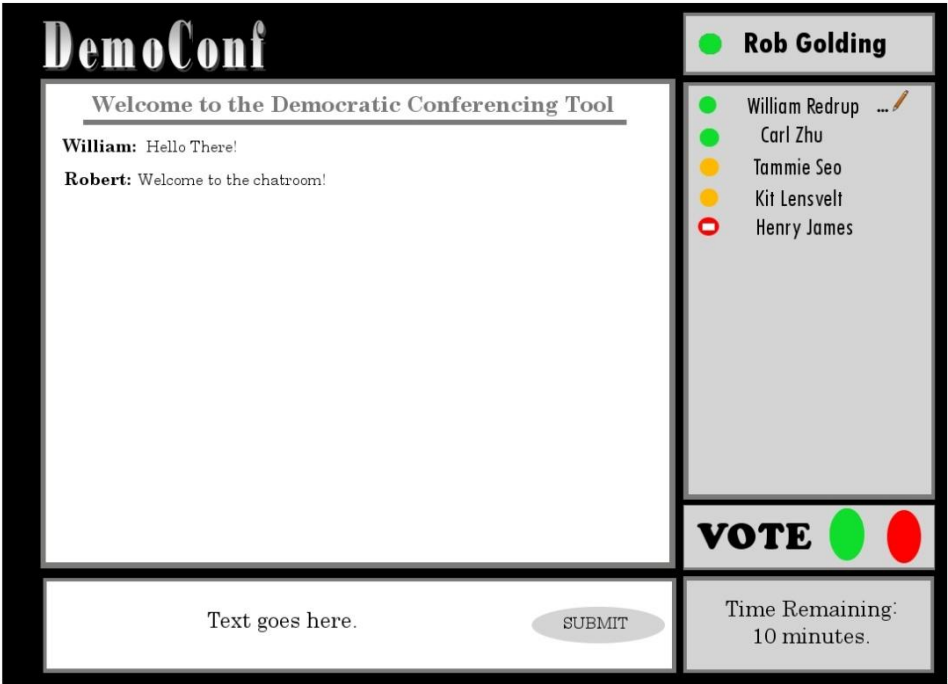 DemoConf
Rob Golding
Welcome to the Democratic Conferencing Tool
William: Hello There!
Robert: Welcome to the chatroom!
William Redrup ...
Carl Zhu
Tammie Seo
Kit Lensvelt
Henry James
VOTE
Text goes here.
SUBMIT
Time Remaining:
10 minutes.